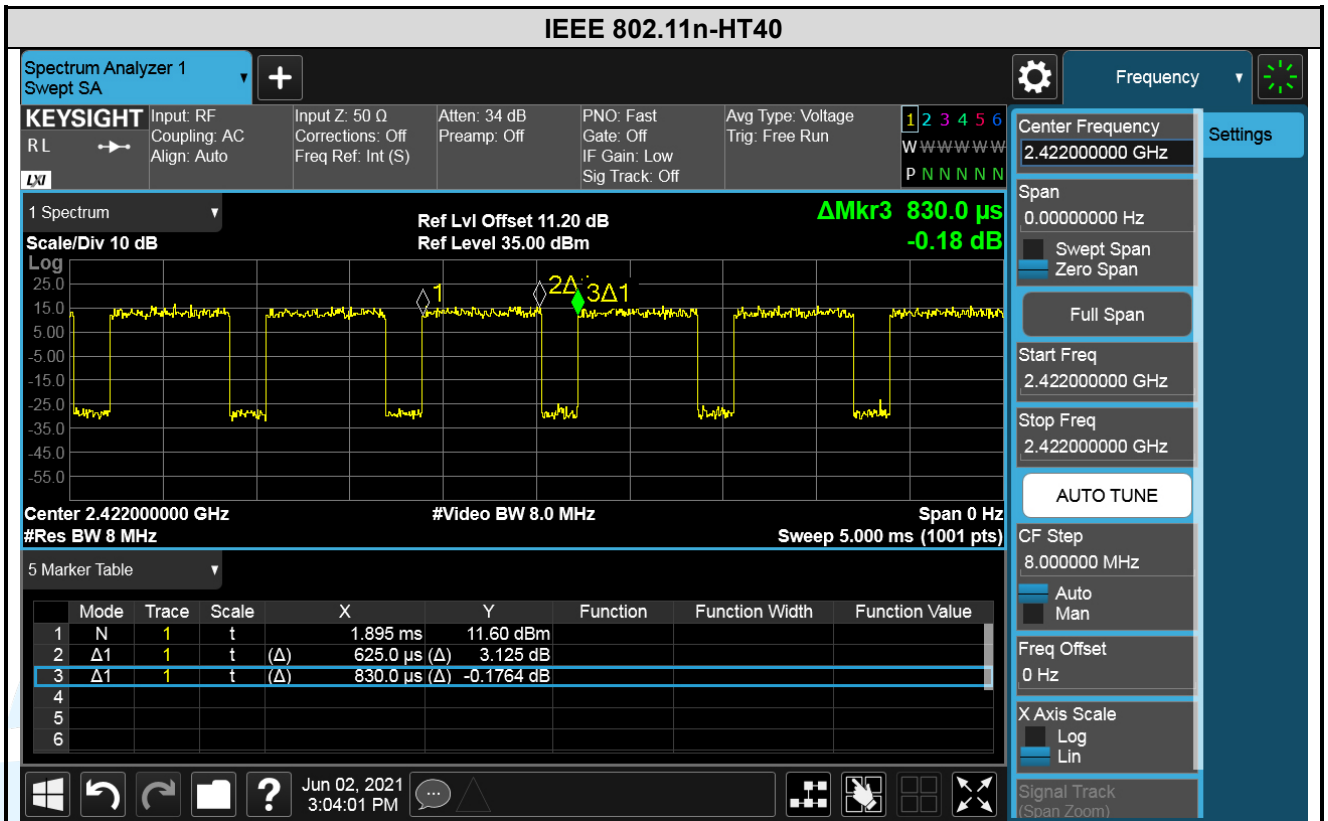 IEEE 802.11n-HT40
Spectrum Analyzer 1
Swept SA
Frequency
KEYSIGHT
RL
LXI
Input: RF
Coupling: AC
Align: Auto
Input Z: 50 Ω
Corrections: Off
Freq Ref: Int (S)
Atten: 34 dB
Preamp: Off
PNO: Fast
Gate: Off
IF Gain: Low
Sig Track: Off
Avg Type: Voltage
Trig: Free Run
1 2 3 4 5 6
W W W W W W
P N N N N N
1 Spectrum
Scale/Div 10 dB
Ref Lvl Offset 11.20 dB
Ref Level 35.00 dBm
ΔMkr3 830.0 µs
-0.18 dB
Log
25.0
15.0
5.00
-5.00
-15.0
-25.0
-35.0
-45.0
-55.0
1
2Δ
3Δ1
Center 2.422000000 GHz
#Video BW 8.0 MHz
Span 0 Hz
#Res BW 8 MHz
Sweep 5.000 ms (1001 pts)
5 Marker Table
Mode Trace Scale X Y Function Function Width Function Value
1 N 1 t 1.895 ms 11.60 dBm
2 Δ1 1 t (Δ) 625.0 µs (Δ) 3.125 dB
3 Δ1 1 t (Δ) 830.0 µs (Δ) -0.1764 dB
4
5
6
Jun 02, 2021
3:04:01 PM
Center Frequency
2.422000000 GHz
Settings
Span
0.00000000 Hz
Swept Span
Zero Span
Full Span
Start Freq
2.422000000 GHz
Stop Freq
2.422000000 GHz
AUTO TUNE
CF Step
8.000000 MHz
Auto
Man
Freq Offset
0 Hz
X Axis Scale
Log
Lin
Signal Track
(Span Zoom)